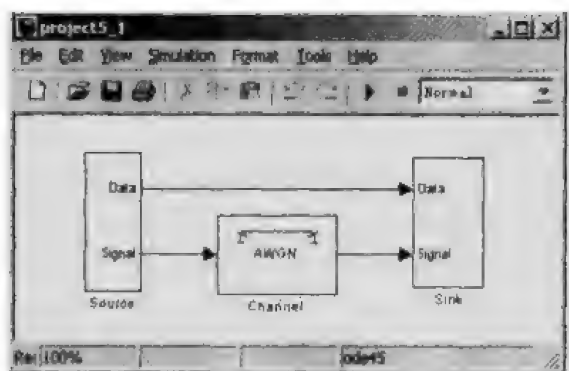 project5_1
File Edit View Simulation Format Tools Help
Normal
Data Data
Signal AWGN Signal
Source Channel Sink
100% ode45